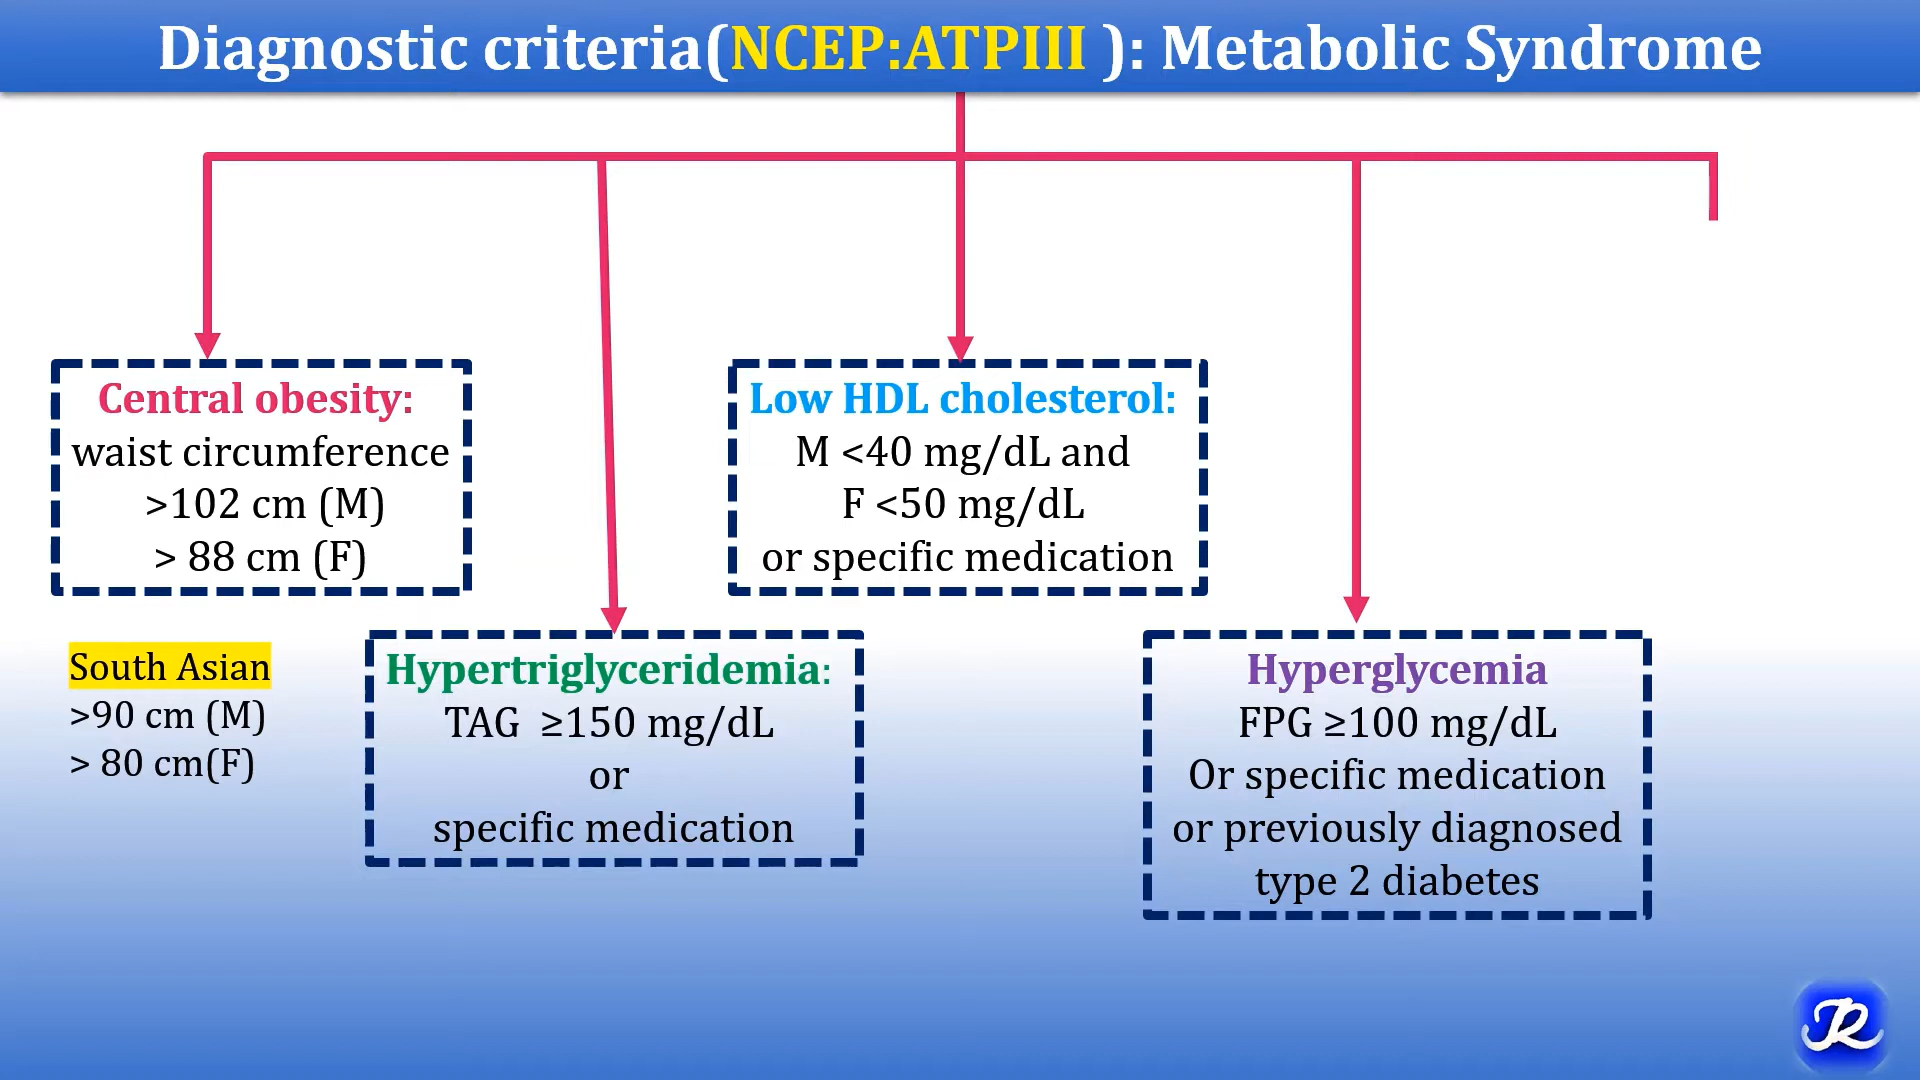 Diagnostic criteria(NCEP:ATPIII ): Metabolic Syndrome
Central obesity:
waist circumference
>102 cm (M)
> 88 cm (F)
South Asian
>90 cm (M)
> 80 cm(F)
Hypertriglyceridemia:
TAG ≥150 mg/dL
or
specific medication
Low HDL cholesterol:
M <40 mg/dL and
F <50 mg/dL
or specific medication
Hyperglycemia
FPG ≥100 mg/dL
Or specific medication
or previously diagnosed
type 2 diabetes
R